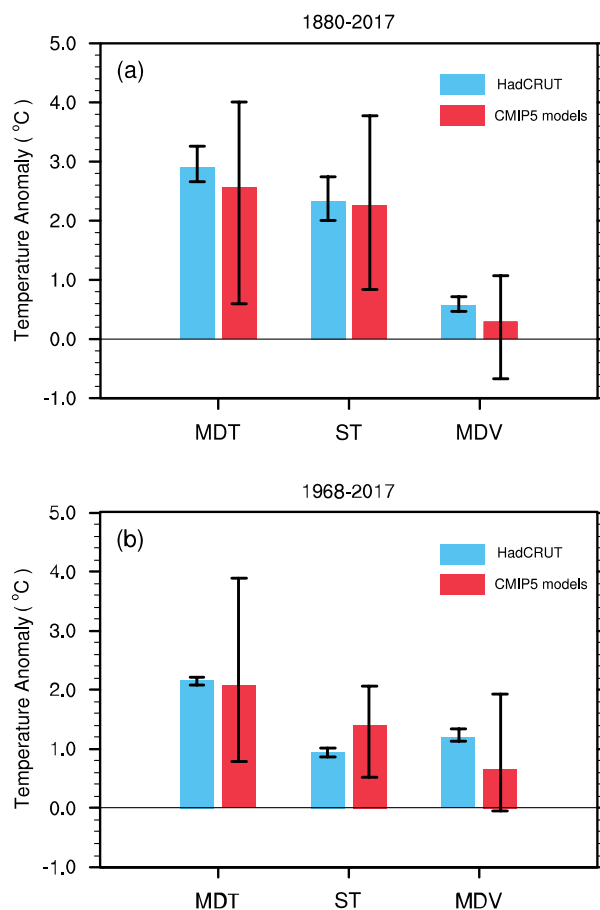 1880-2017
5.0
(a)
HadCRUT
4.0
CMIP5 models
3.0
2.0
1.0
0.0
-1.0
Temperature Anomaly ( °C)
MDT ST MDV
1968-2017
5.0
(b)
HadCRUT
4.0
CMIP5 models
3.0
2.0
1.0
0.0
-1.0
Temperature Anomaly ( °C)
MDT ST MDV